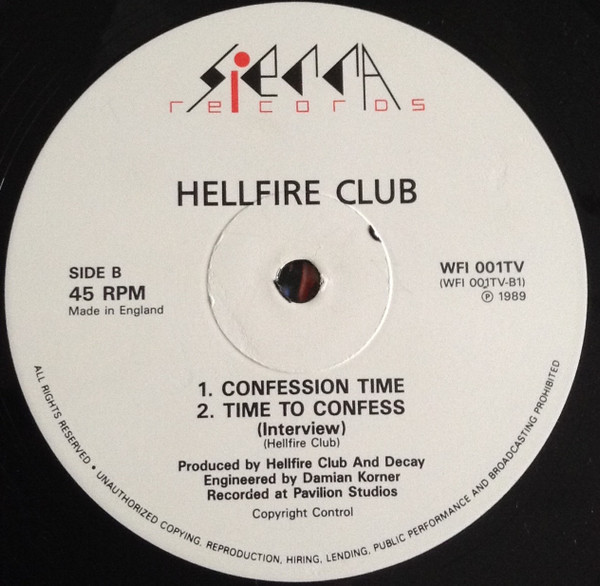 sierra
records
HELLFIRE CLUB
SIDE B
45 RPM
Made in England
WFI 001TV
(WFI 001TV-B1)
℗ 1989
1. CONFESSION TIME
2. TIME TO CONFESS
(Interview)
(Hellfire Club)
Produced by Hellfire Club And Decay
Engineered by Damian Korner
Recorded at Pavilion Studios
Copyright Control
ALL RIGHTS RESERVED • UNAUTHORIZED COPYING, REPRODUCTION, HIRING, LENDING, PUBLIC PERFORMANCE AND BROADCASTING PROHIBITED